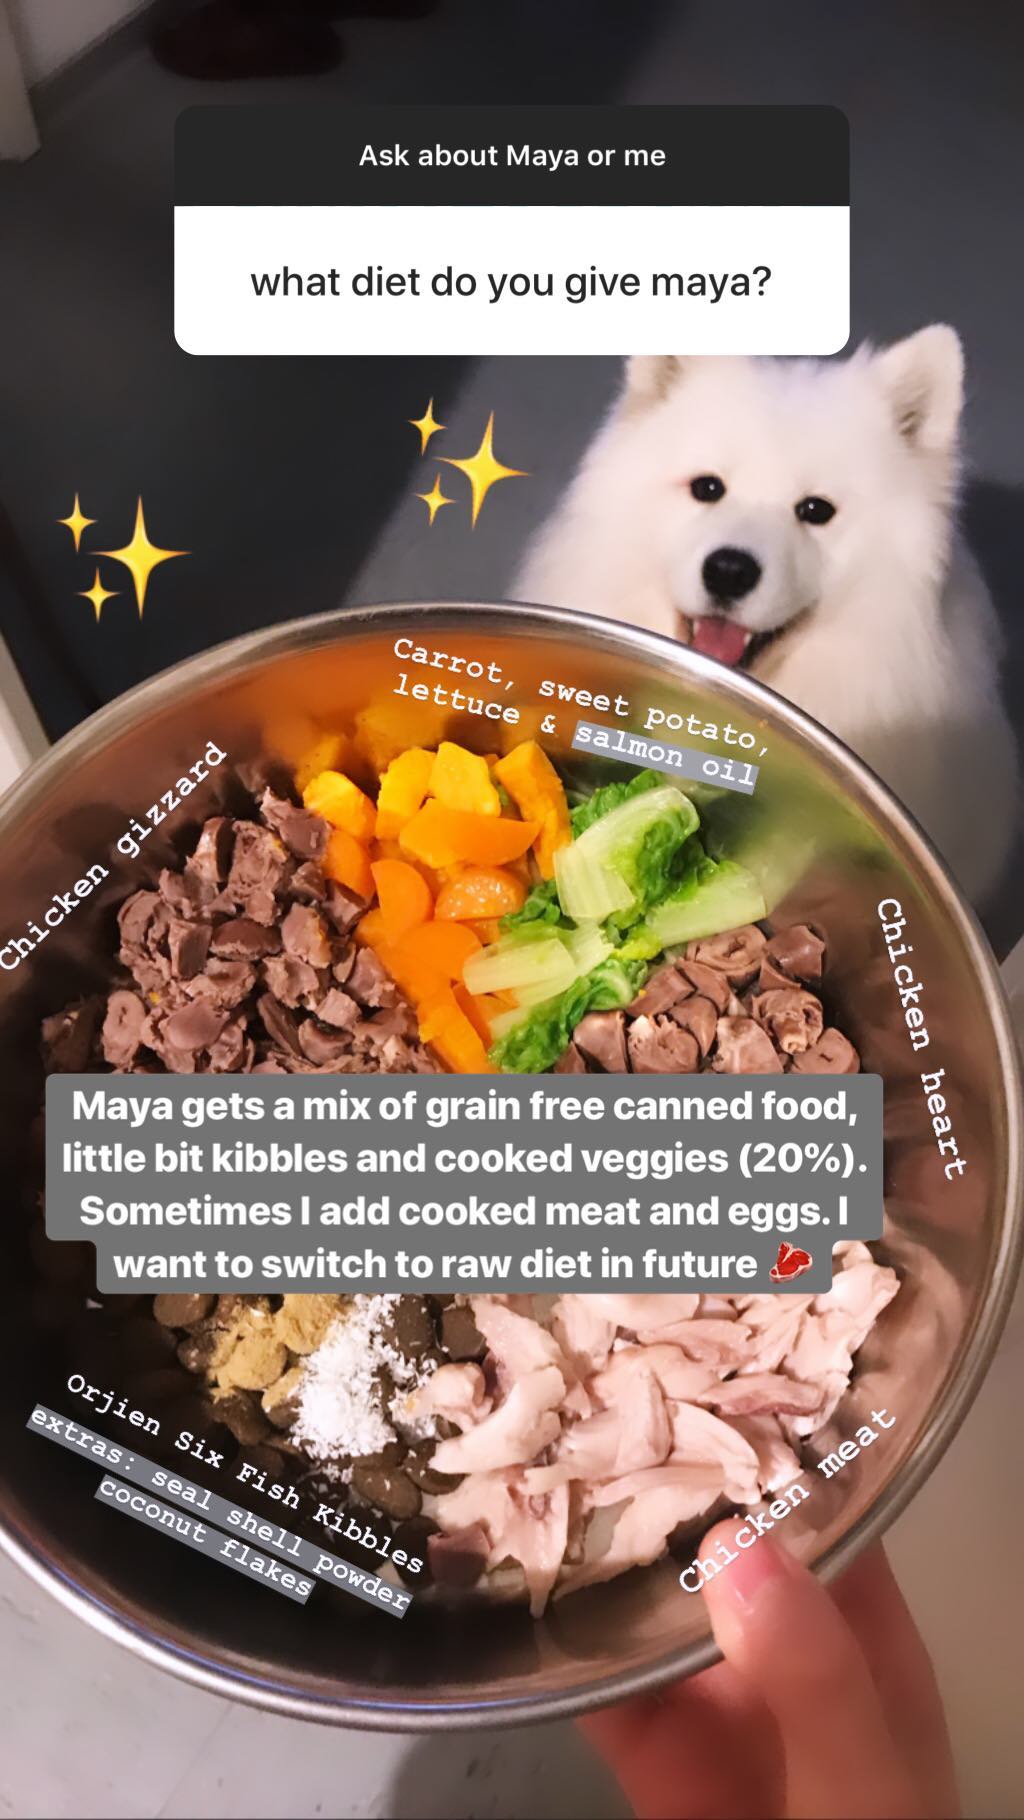 Ask about Maya or me
what diet do you give maya?
Carrot, sweet potato,
lettuce & salmon oil
Chicken gizzard
Chicken heart
Maya gets a mix of grain free canned food,
little bit kibbles and cooked veggies (20%).
Sometimes I add cooked meat and eggs. I
want to switch to raw diet in future 🥩
Orjien Six Fish Kibbles
extras: seal shell powder
coconut flakes
Chicken meat